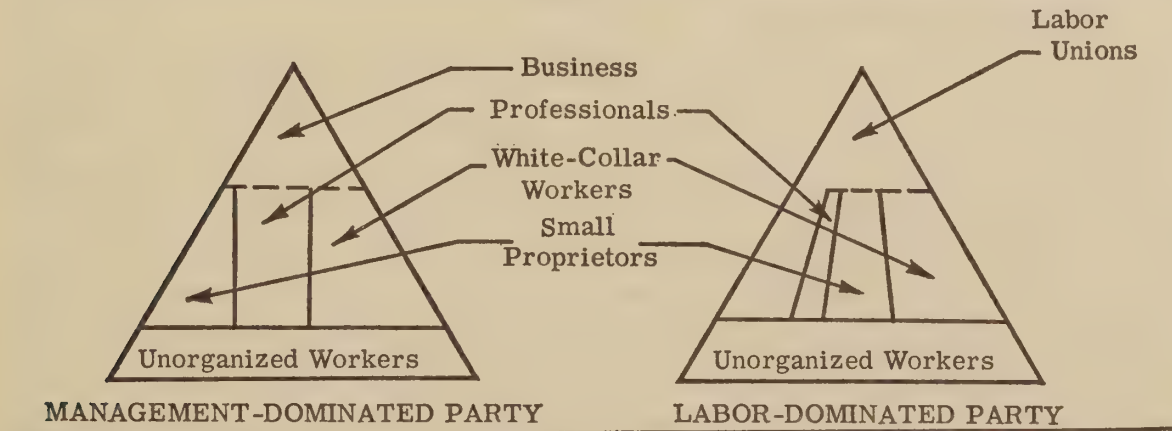 Labor
Unions
Business
Professionals
White-Collar
Workers
Small
Proprietors
Unorganized Workers
Unorganized Workers
MANAGEMENT-DOMINATED PARTY
LABOR-DOMINATED PARTY